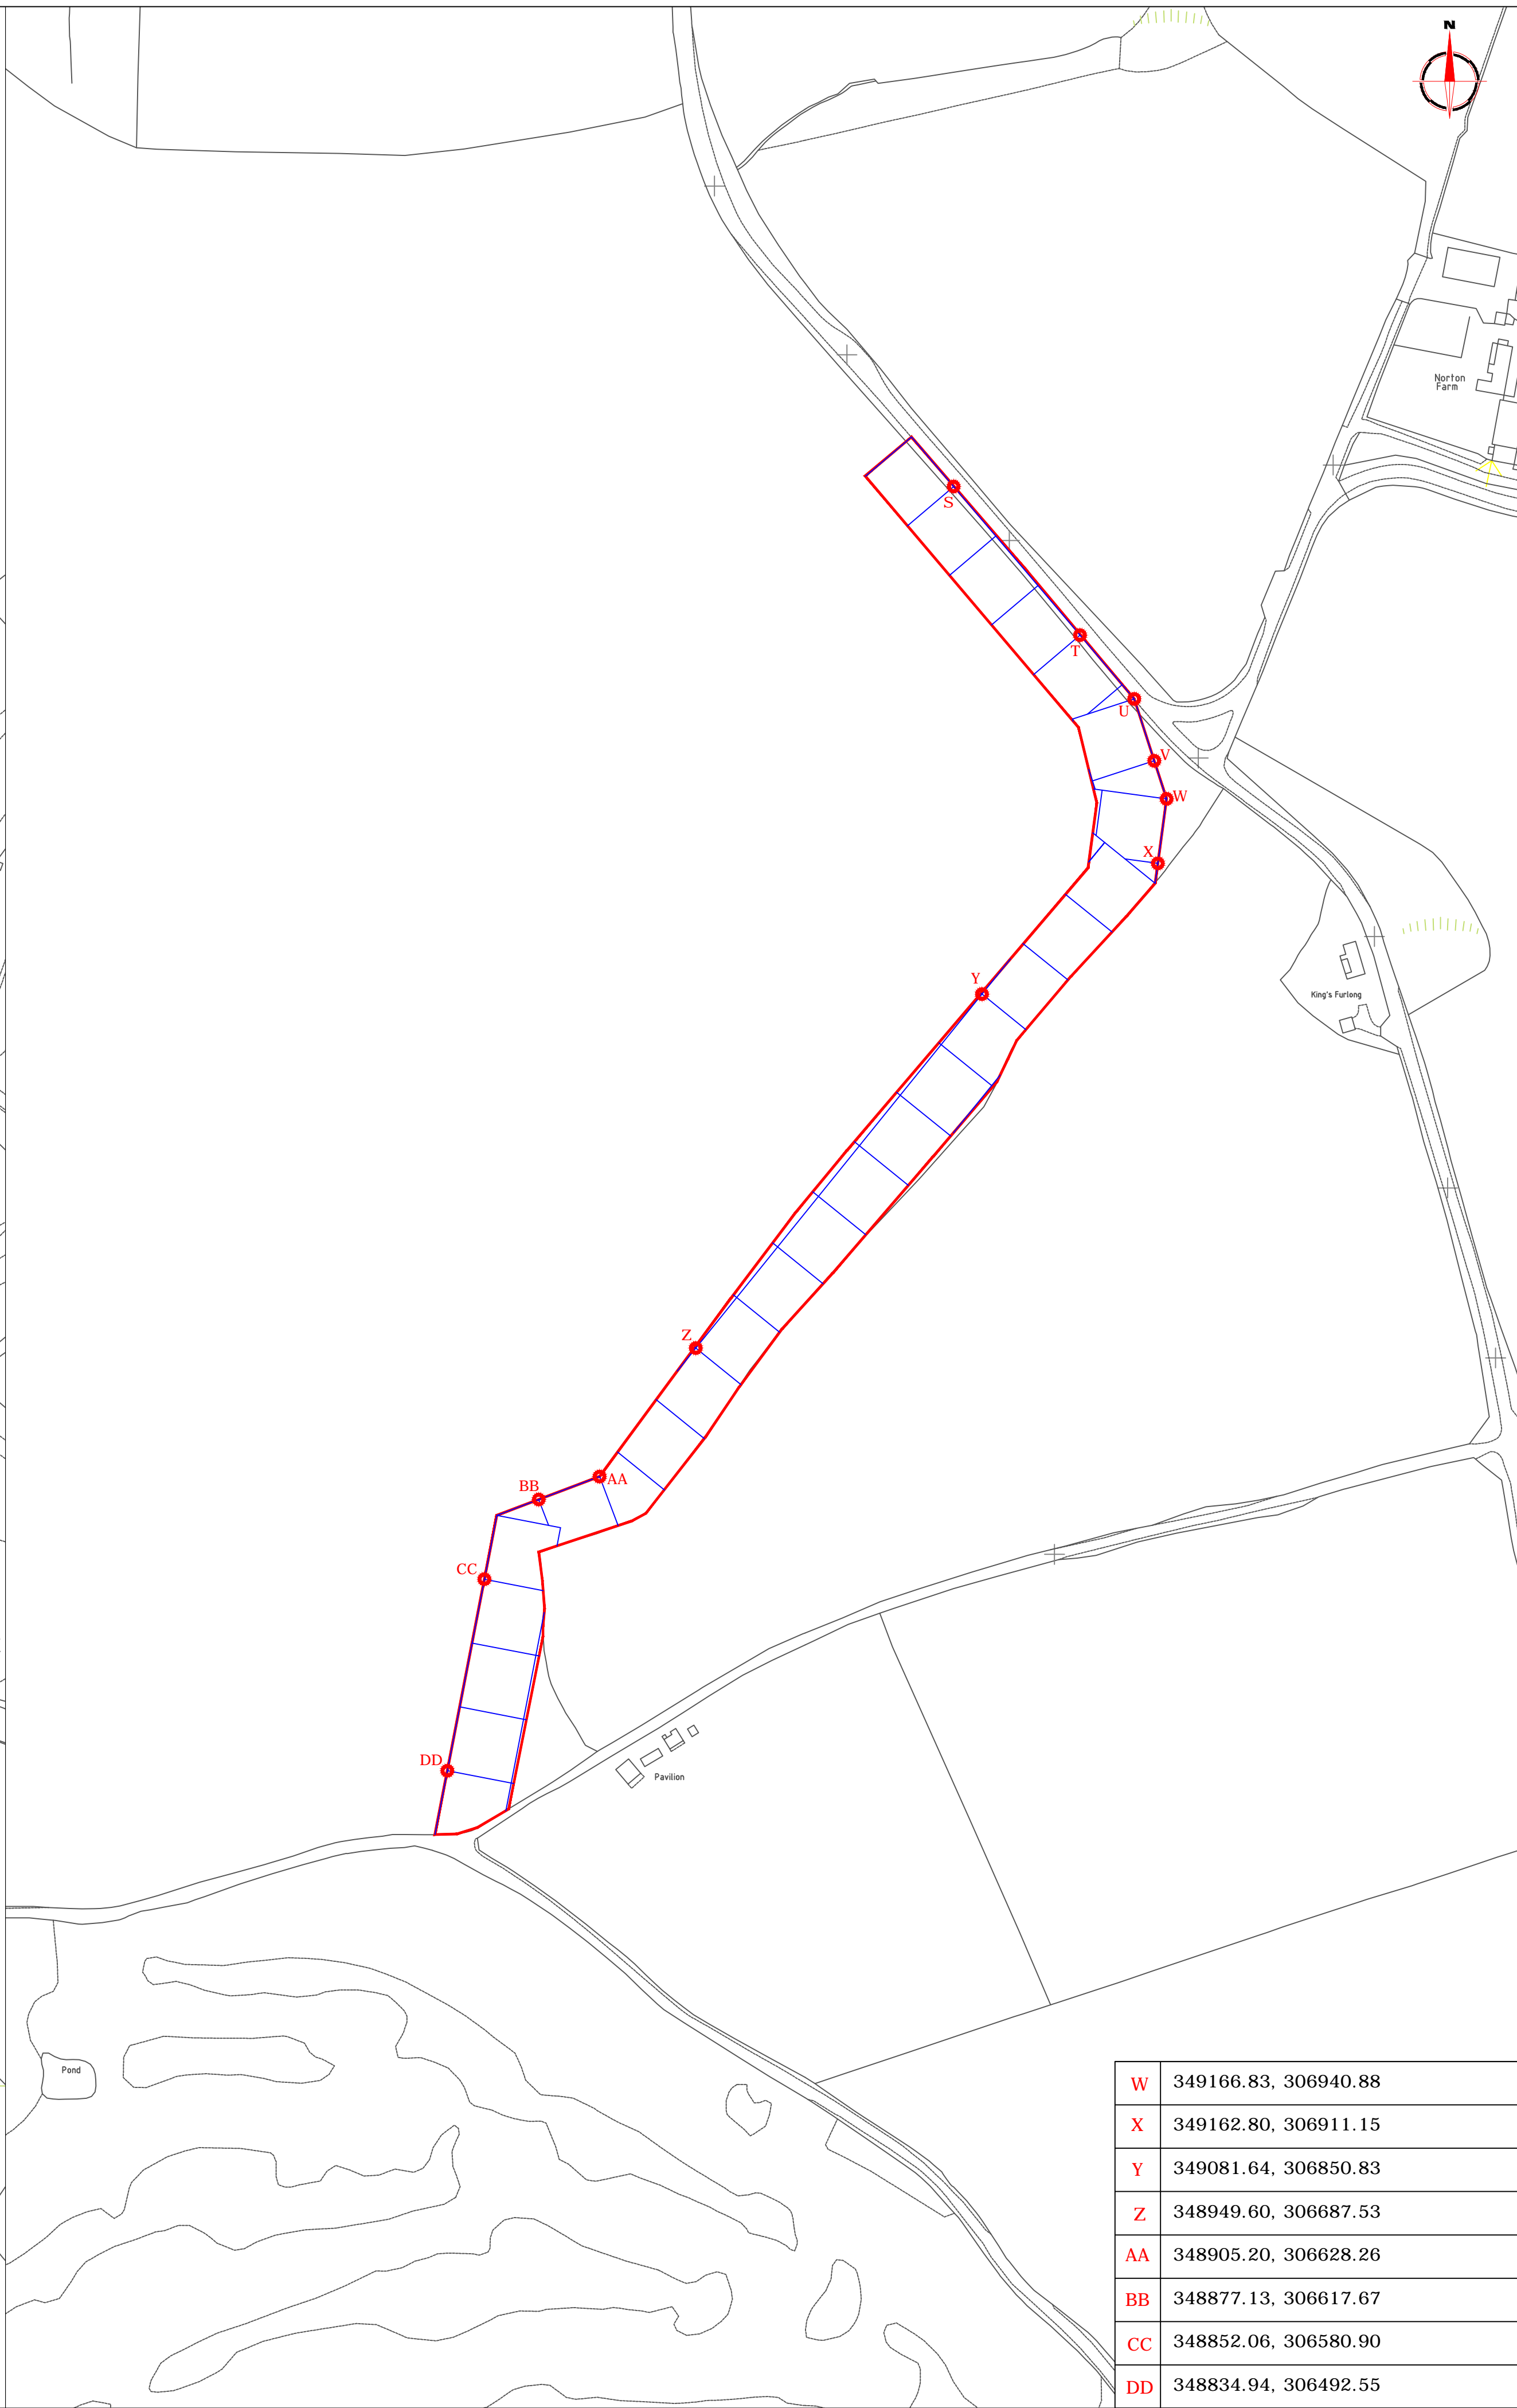 N
Norton
Farm
S
T
U
V
W
X
Y
King's Furlong
Z
AA
BB
CC
DD
Pavilion
Pond
W 349166.83, 306940.88
X 349162.80, 306911.15
Y 349081.64, 306850.83
Z 348949.60, 306687.53
AA 348905.20, 306628.26
BB 348877.13, 306617.67
CC 348852.06, 306580.90
DD 348834.94, 306492.55